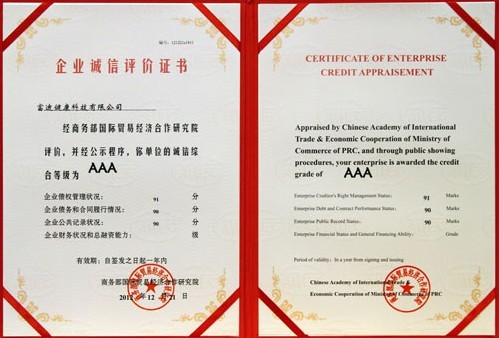 企业诚信评价证书
富迪健康科技有限公司
经商务部国际贸易经济合作研究院
评价，并经公示程序，你单位的诚信综
合等级为 AAA
企业债权管理状况： 91 分
企业债务和合同履行情况： 90 分
企业公共记录状况： 90 分
企业财务状况和总融资能力： 级
有效期：自签发之日起一年内
商务部国际贸易经济合作研究院
2012 年 12 月 21 日
CERTIFICATE OF ENTERPRISE
CREDIT APPRAISEMENT
Appraised by Chinese Academy of International
Trade & Economic Cooperation of Ministry of
Commerce of PRC, and through public showing
procedures, your enterprise is awarded the credit
grade of AAA
Enterprise Creditor's Right Management Status: 91 Marks
Enterprise Debt and Contract Performance Status: 90 Marks
Enterprise Public Record Status: 90 Marks
Enterprise Financial Status and General Financing Ability: Grade
Period of validity: In a year from signing and issuing
Chinese Academy of International Trade &
Economic Cooperation of Ministry of Commerce of PRC